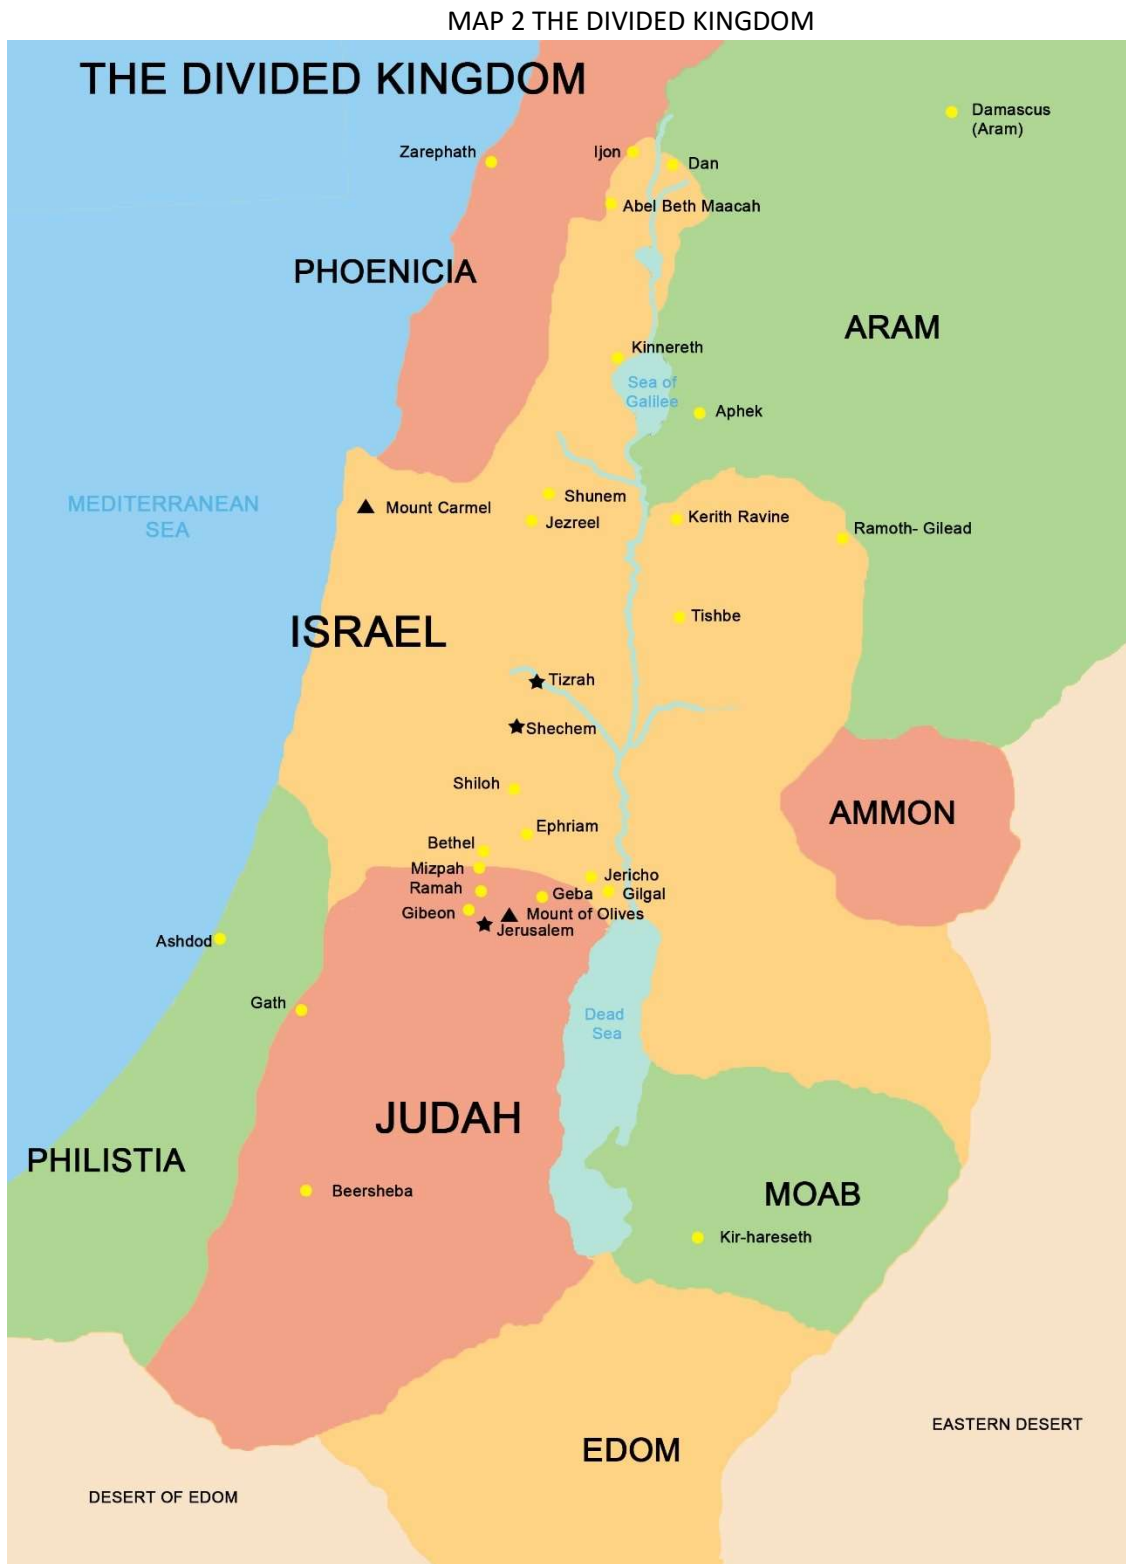 MAP 2 THE DIVIDED KINGDOM
THE DIVIDED KINGDOM
Damascus
(Aram)
Zarephath
Ijon
Dan
Abel Beth Maacah
PHOENICIA
ARAM
Kinnereth
Sea of
Galilee
Aphek
MEDITERRANEAN
SEA
Mount Carmel
Shunem
Jezreel
Kerith Ravine
Ramoth- Gilead
Tishbe
ISRAEL
Tizrah
Shechem
Shiloh
AMMON
Ephriam
Bethel
Mizpah
Jericho
Ramah
Geba
Gilgal
Gibeon
Mount of Olives
Jerusalem
Ashdod
Gath
Dead
Sea
JUDAH
PHILISTIA
Beersheba
MOAB
Kir-hareseth
EASTERN DESERT
EDOM
DESERT OF EDOM